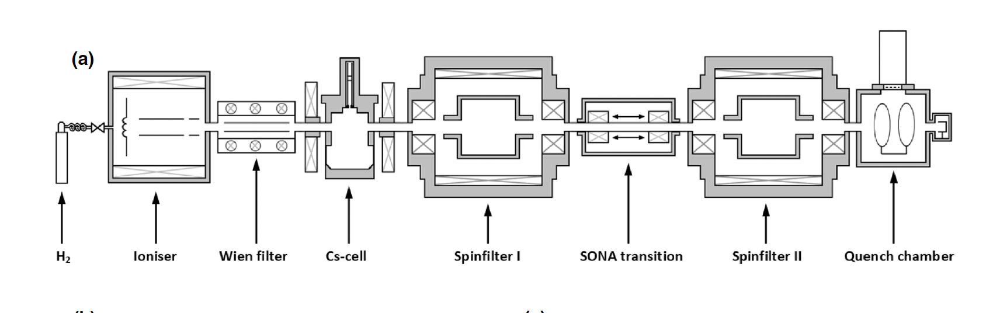 (a)
H₂
Ioniser
Wien filter
Cs-cell
Spinfilter I
SONA transition
Spinfilter II
Quench chamber